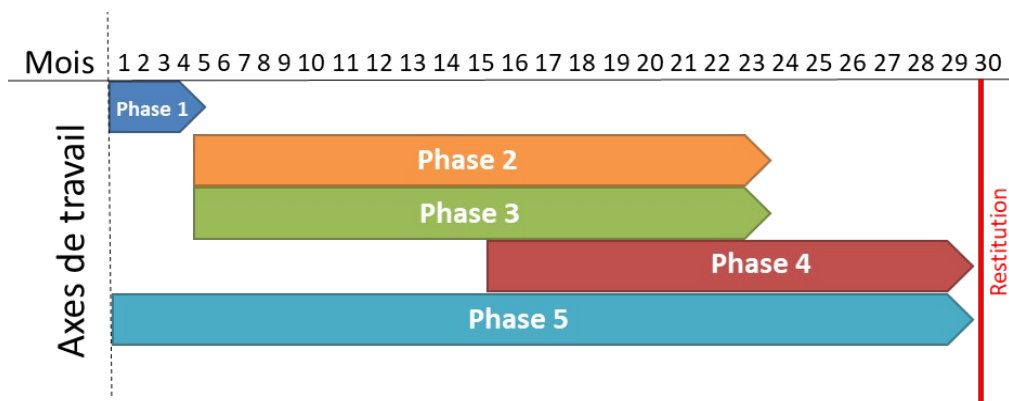 Mois 1 2 3 4 5 6 7 8 9 10 11 12 13 14 15 16 17 18 19 20 21 22 23 24 25 26 27 28 29 30
Axes de travail
Phase 1
Phase 2
Phase 3
Phase 4
Phase 5
Restitution